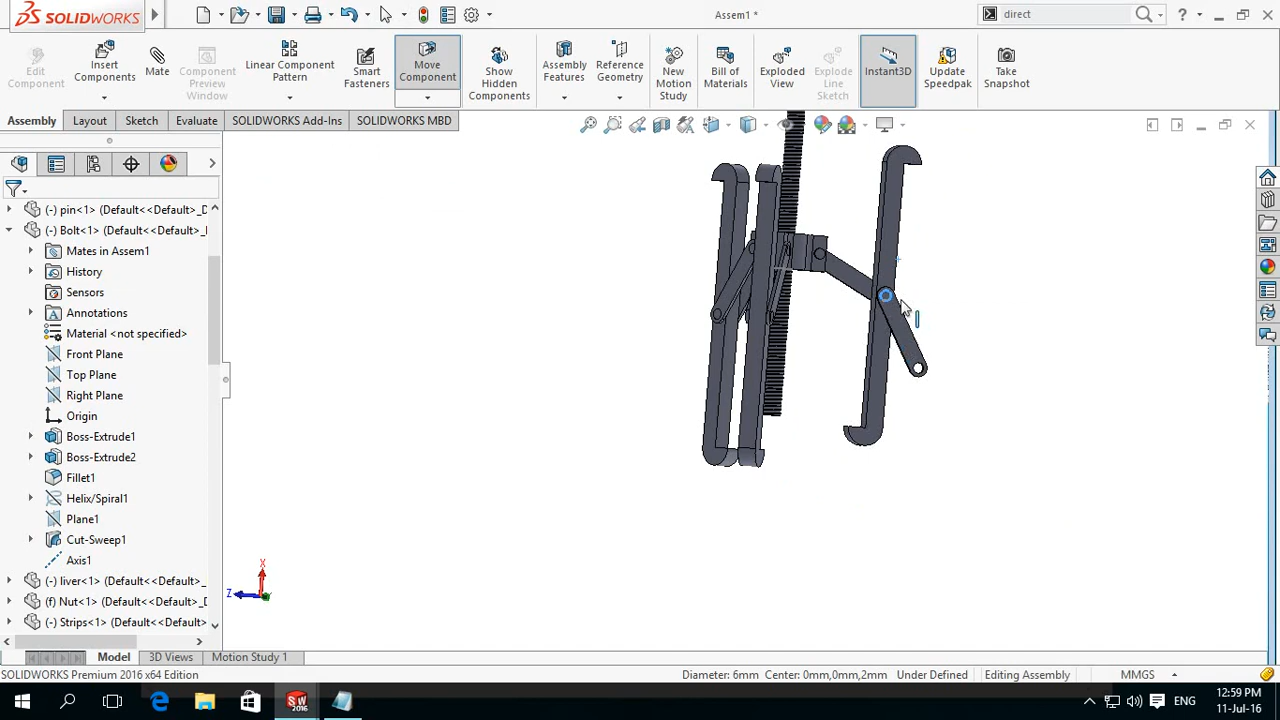 SOLIDWORKS
Assem1 *
direct
Edit Component
Insert Components
Mate
Component Preview Window
Linear Component Pattern
Smart Fasteners
Move Component
Show Hidden Components
Assembly Features
Reference Geometry
New Motion Study
Bill of Materials
Exploded View
Explode Line Sketch
Instant3D
Update Speedpak
Take Snapshot
Assembly Layout Sketch Evaluate SOLIDWORKS Add-Ins SOLIDWORKS MBD
(-) Bolt<1> (Default<<Default>_
Mates in Assem1
History
Sensors
Annotations
Material <not specified>
Front Plane
Top Plane
Right Plane
Origin
Boss-Extrude1
Boss-Extrude2
Fillet1
Helix/Spiral1
Plane1
Cut-Sweep1
Axis1
(-) liver<1> (Default<<Default>_
(f) Nut<1> (Default<<Default>_D
(-) Strips<1> (Default<<Default>_
X
Z
Model 3D Views Motion Study 1
SOLIDWORKS Premium 2016 x64 Edition
Diameter: 6mm Center: 0mm,0mm,2mm Under Defined Editing Assembly MMGS
ENG
12:59 PM
11-Jul-16